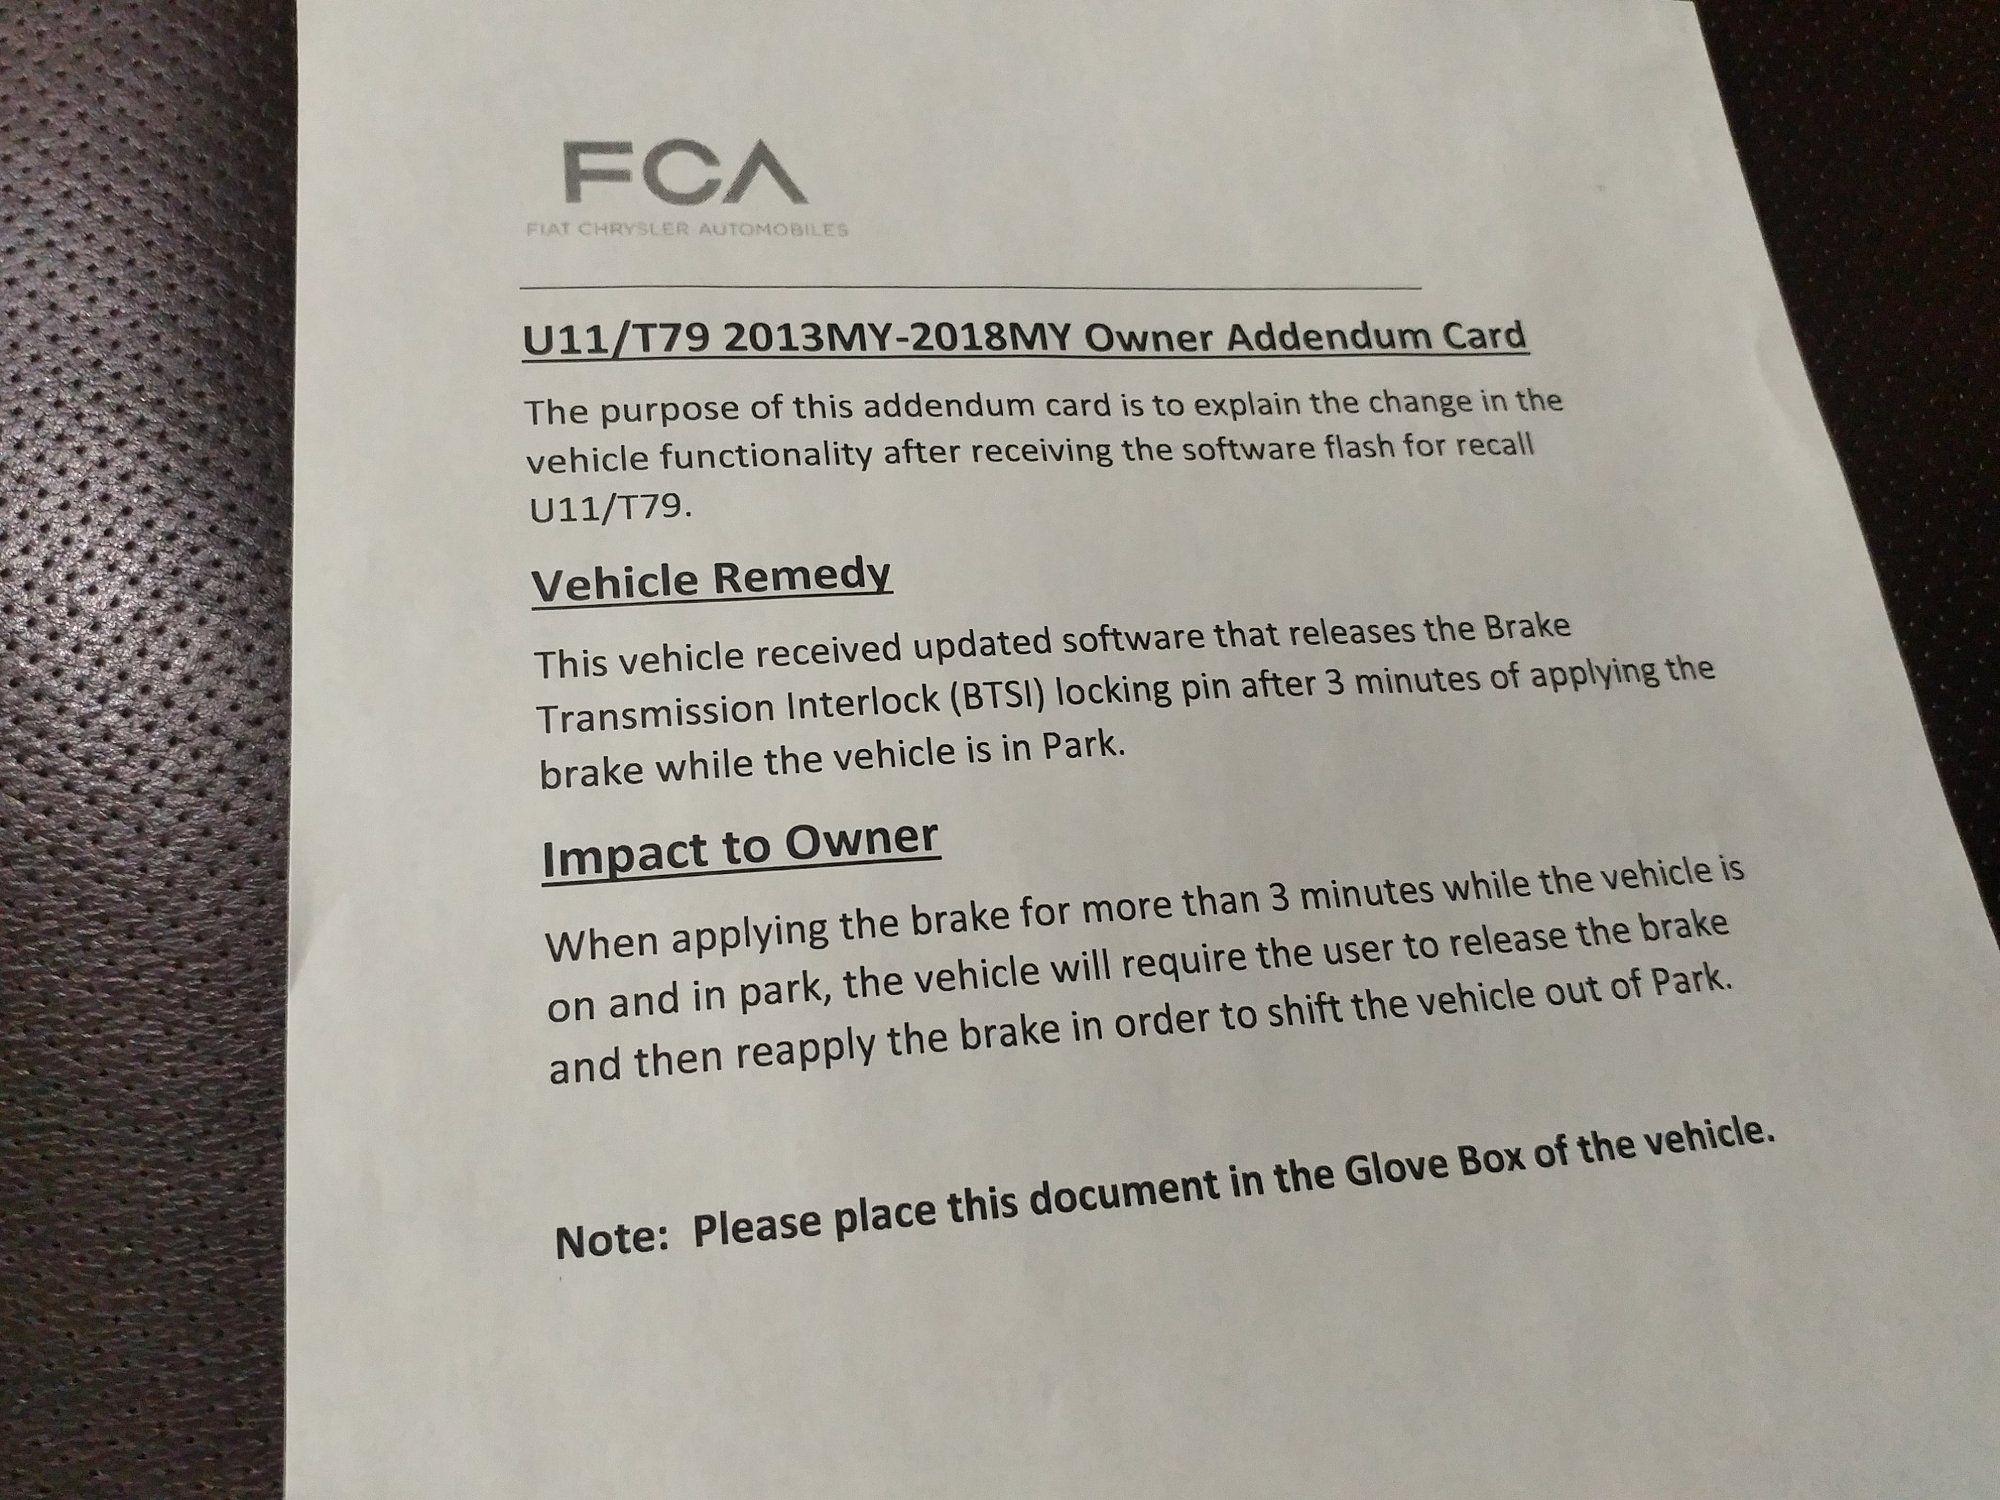 FCA
FIAT CHRYSLER AUTOMOBILES
U11/T79 2013MY-2018MY Owner Addendum Card
The purpose of this addendum card is to explain the change in the
vehicle functionality after receiving the software flash for recall
U11/T79.
Vehicle Remedy
This vehicle received updated software that releases the Brake
Transmission Interlock (BTSI) locking pin after 3 minutes of applying the
brake while the vehicle is in Park.
Impact to Owner
When applying the brake for more than 3 minutes while the vehicle is
on and in park, the vehicle will require the user to release the brake
and then reapply the brake in order to shift the vehicle out of Park.
Note: Please place this document in the Glove Box of the vehicle.